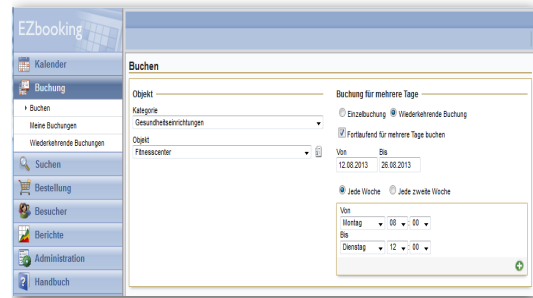 EZbooking
Kalender
Buchung
Buchen
Meine Buchungen
Wiederkehrende Buchungen
Suchen
Bestellung
Besucher
Berichte
Administration
Handbuch
Buchen
Objekt
Kategorie
Gesundheitseinrichtungen
Objekt
Fitnesscenter
Buchung für mehrere Tage
Einzelbuchung Wiederkehrende Buchung
Fortlaufend für mehrere Tage buchen
Von Bis
12.08.2013 26.08.2013
Jede Woche Jede zweite Woche
Von
Montag 08 : 00
Bis
Dienstag 12 : 00